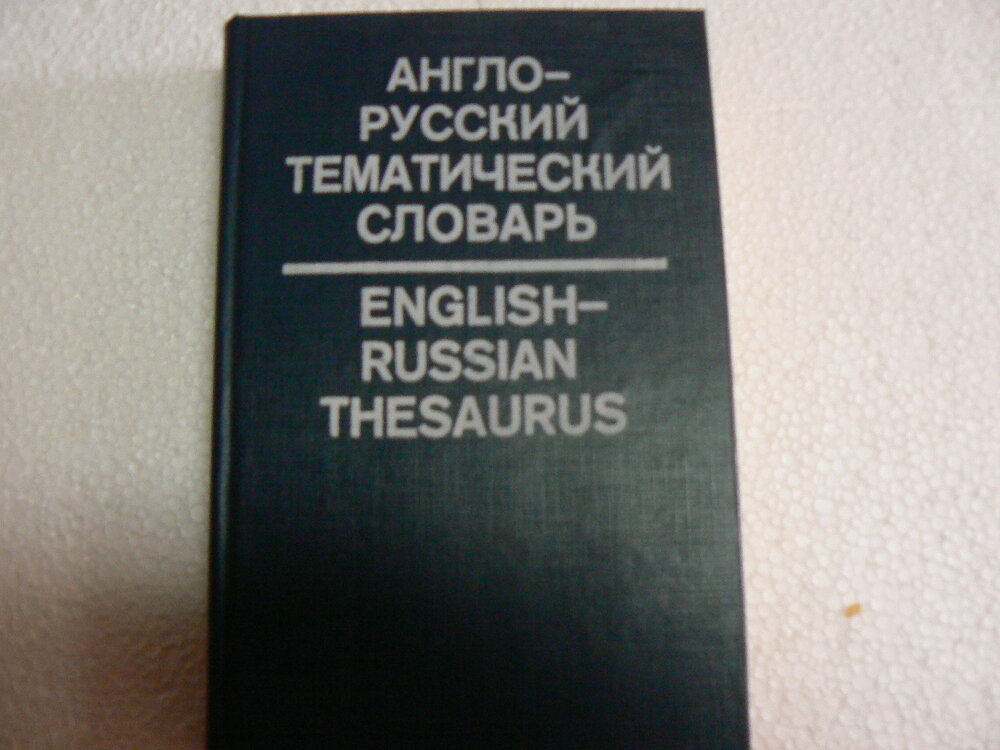 АНГЛО-
РУССКИЙ
ТЕМАТИЧЕСКИЙ
СЛОВАРЬ
ENGLISH-
RUSSIAN
THESAURUS